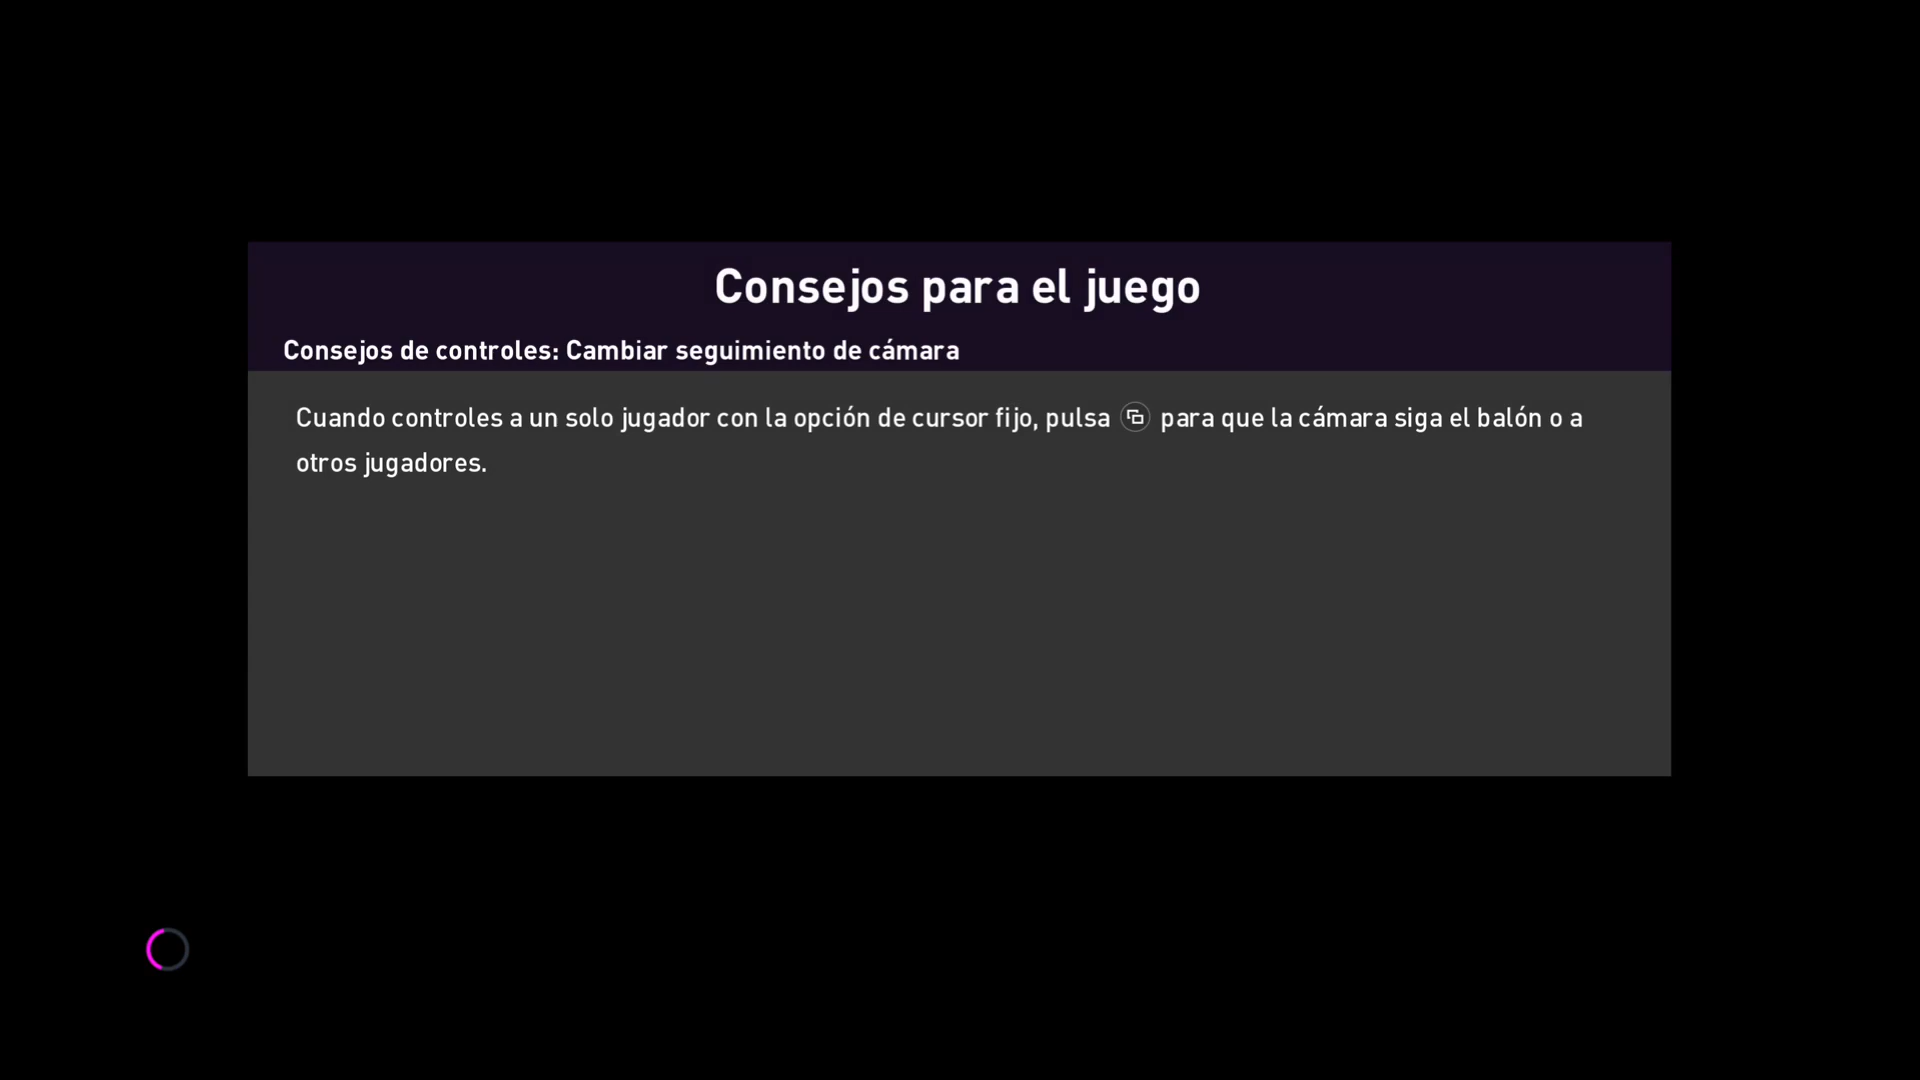 Consejos para el juego
Consejos de controles: Cambiar seguimiento de cámara
Cuando controles a un solo jugador con la opción de cursor fijo, pulsa para que la cámara siga el balón o a
otros jugadores.